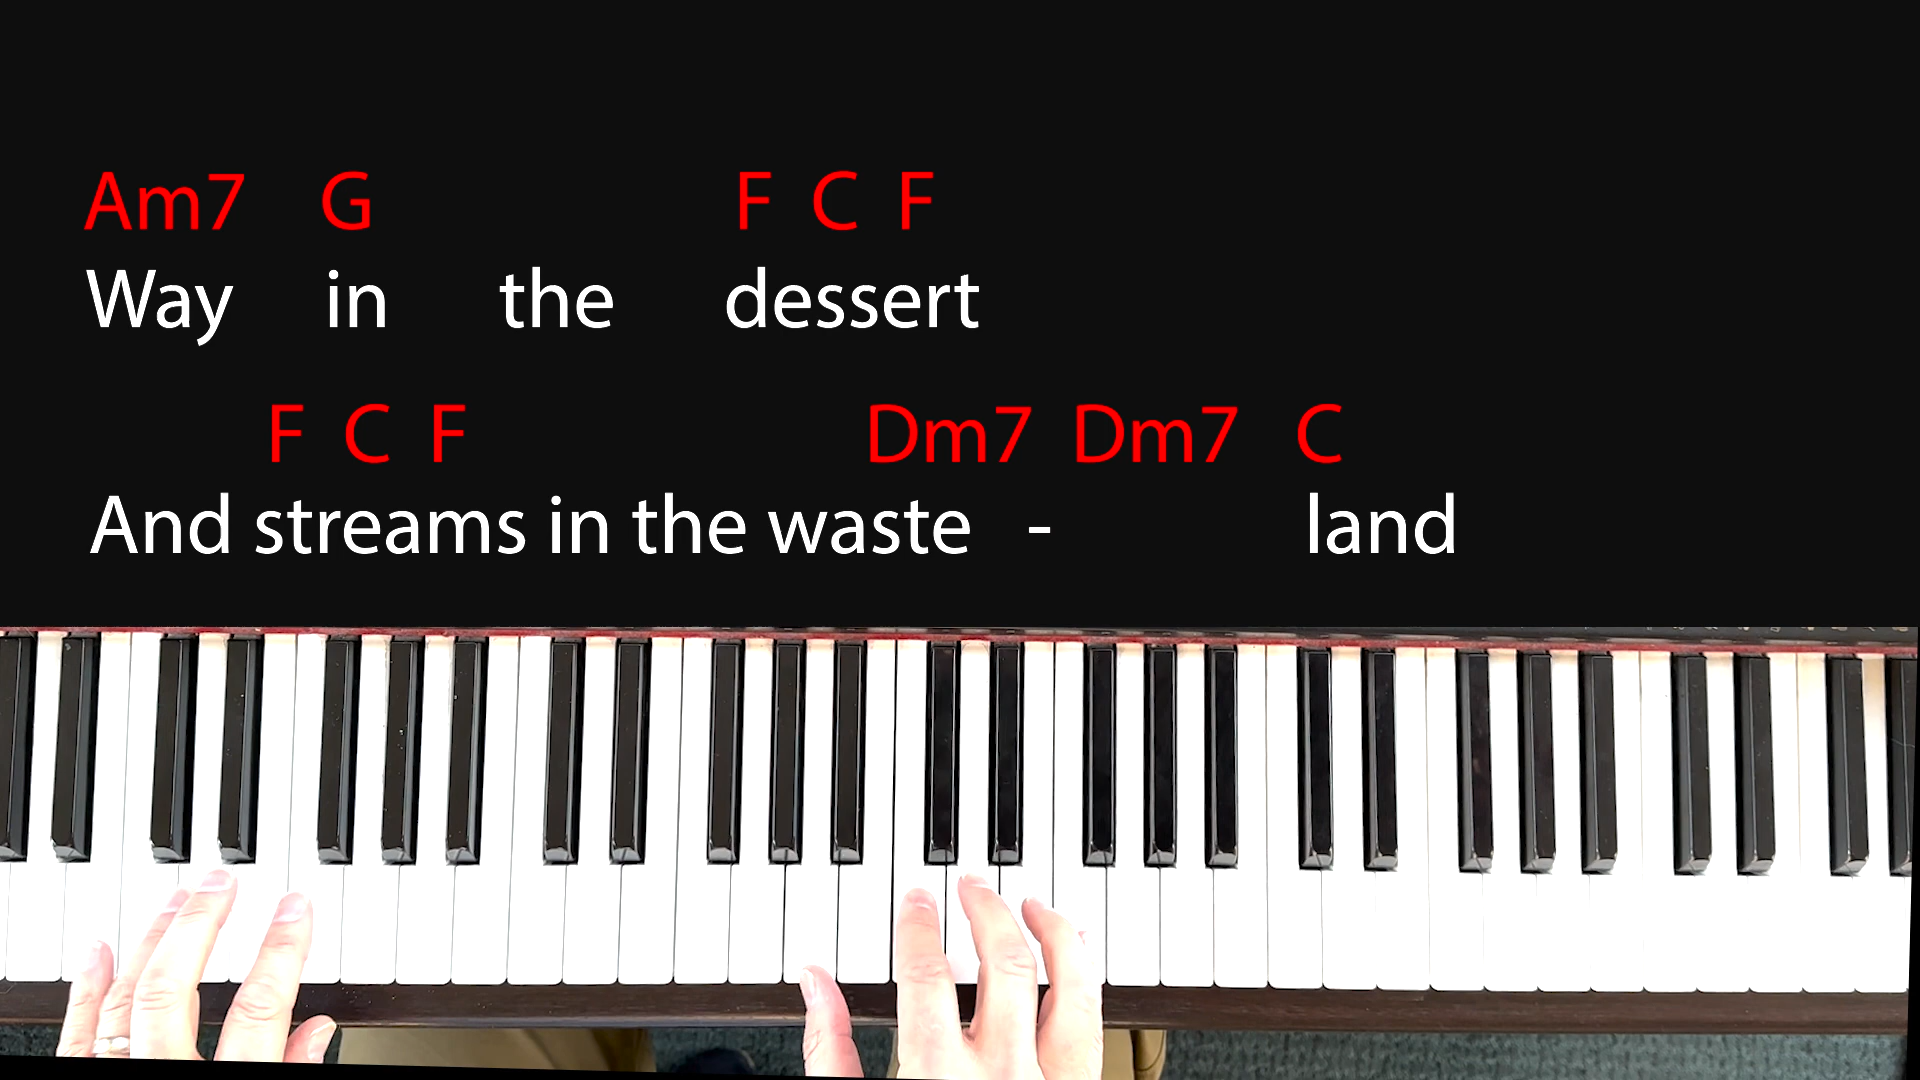 Am7 G F C F
Way in the dessert
F C F Dm7 Dm7 C
And streams in the waste - land